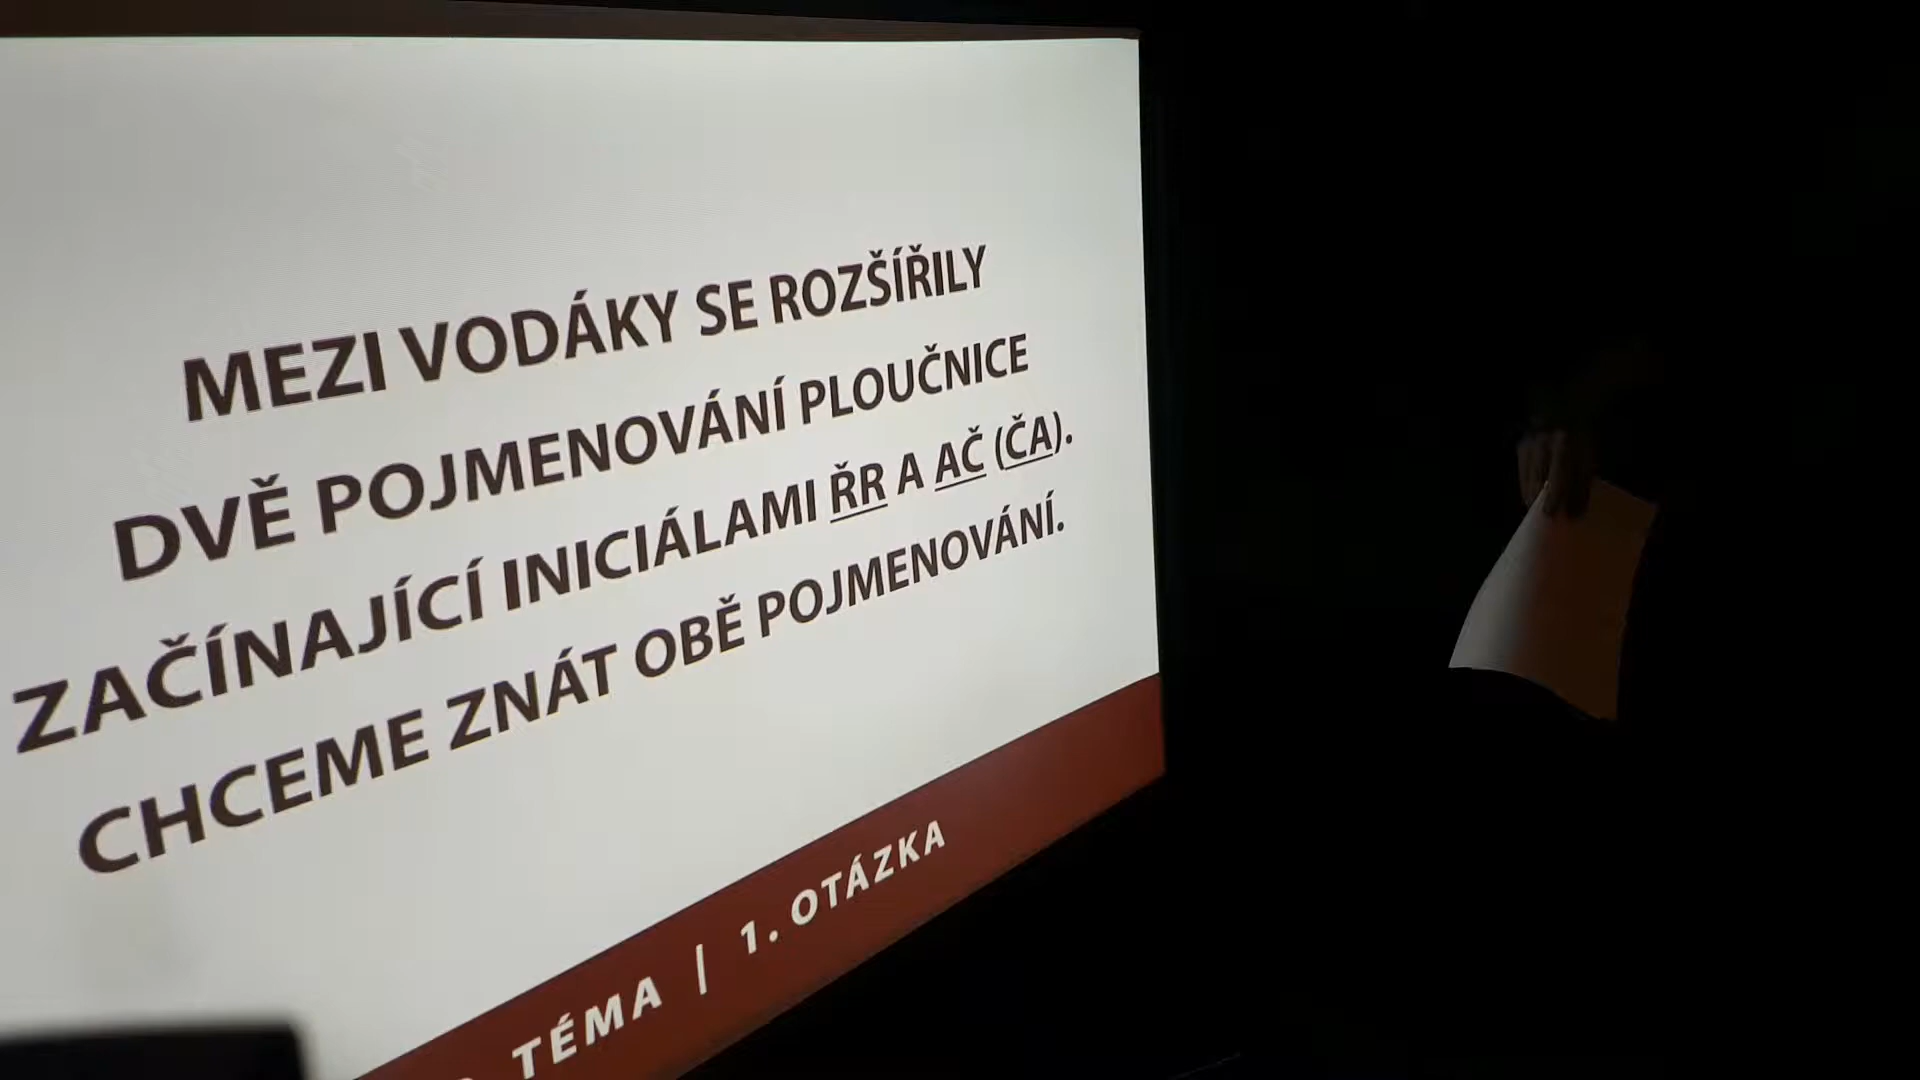 MEZI VODÁKY SE ROZŠÍŘILY
DVĚ POJMENOVÁNÍ PLOUČNICE
ZAČÍNAJÍCÍ INICIÁLAMI ŘR A AČ (ČA).
CHCEME ZNÁT OBĚ POJMENOVÁNÍ.
TÉMA | 1. OTÁZKA